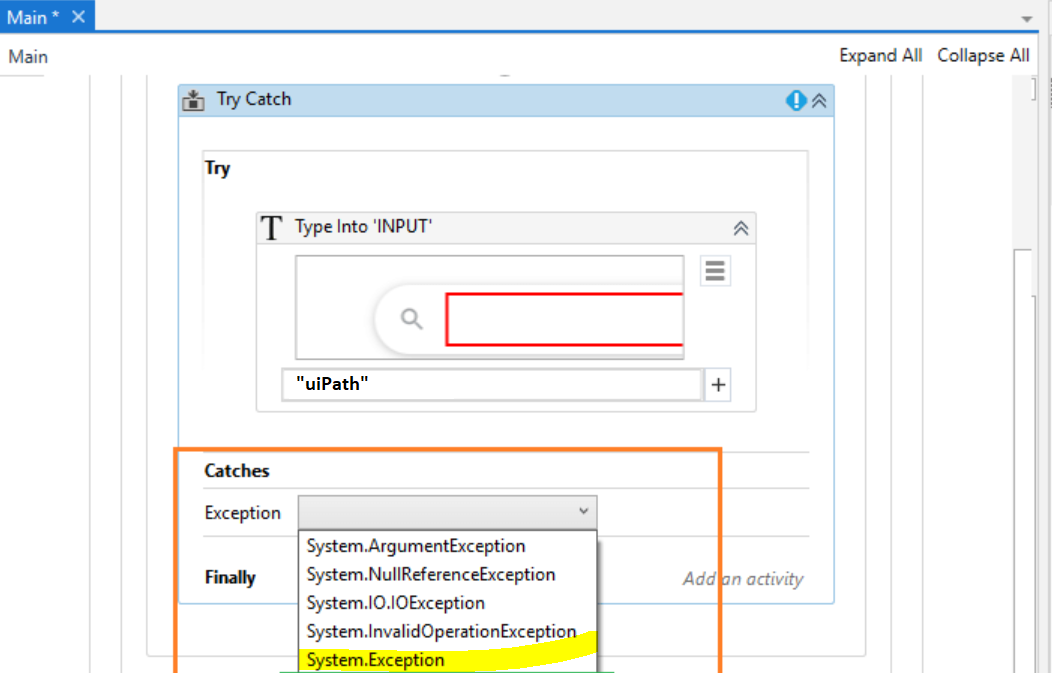 Main *
Main
Expand All Collapse All
Try Catch
Try
T Type Into 'INPUT'
"uiPath"
Catches
Exception
System.ArgumentException
System.NullReferenceException
System.IO.IOException
System.InvalidOperationException
System.Exception
Finally
Add an activity